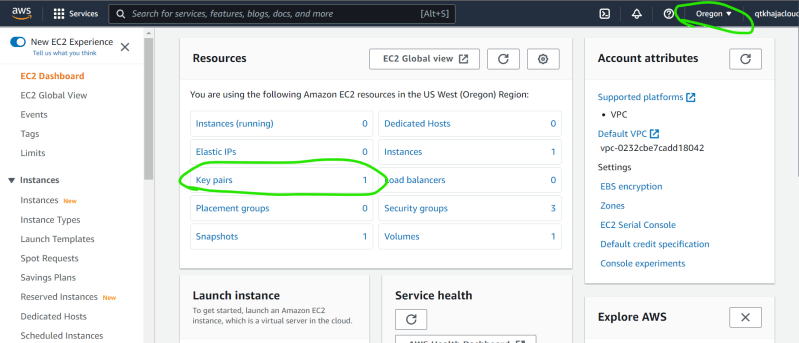 aws
Services
Search for services, features, blogs, docs, and more
[Alt+S]
Oregon
qtkhajacloud
New EC2 Experience
Tell us what you think
EC2 Dashboard
EC2 Global View
Events
Tags
Limits
Instances
Instances New
Instance Types
Launch Templates
Spot Requests
Savings Plans
Reserved Instances New
Dedicated Hosts
Scheduled Instances
Resources
EC2 Global view
You are using the following Amazon EC2 resources in the US West (Oregon) Region:
Instances (running) 0
Dedicated Hosts 0
Elastic IPs 0
Instances 1
Key pairs 1
Load balancers 0
Placement groups 0
Security groups 3
Snapshots 1
Volumes 1
Launch instance
To get started, launch an Amazon EC2
instance, which is a virtual server in the cloud.
Service health
AWS Health Dashboard
Account attributes
Supported platforms
VPC
Default VPC
vpc-0232cbe7cadd18042
Settings
EBS encryption
Zones
EC2 Serial Console
Default credit specification
Console experiments
Explore AWS